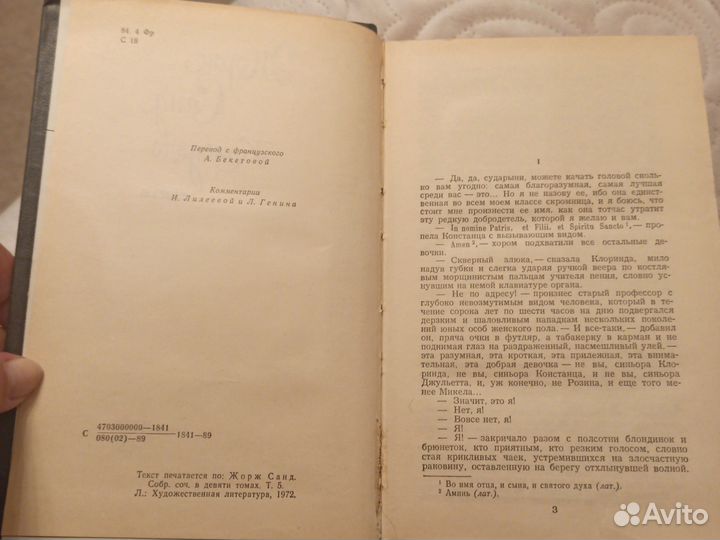 84. 4 Фр
С 18
Перевод с французского
А. Бекетовой
Комментарии
И. Лилеевой и Л. Генина
С 4703000000—1841
080(02)—89 1841—89
Текст печатается по: Жорж Санд.
Собр. соч. в девяти томах. Т. 5.
Л.: Художественная литература, 1972.
1
— Да, да, сударыни, можете качать головой сколь-
ко вам угодно: самая благоразумная, самая лучшая
среди вас — это... Но я не назову ее, ибо она единст-
венная во всем моем классе скромница, и я боюсь, что
стоит мне произнести ее имя, как она тотчас утратит
эту редкую добродетель, которой я желаю и вам.
— In nomine Patris, et Filii, et Spiritu Sancto¹, — про-
пела Констанца с вызывающим видом.
— Amen², — хором подхватили все остальные де-
вочки.
— Скверный злюка, — сказала Клоринда, мило
надув губки и слегка ударяя ручкой веера по костля-
вым морщинистым пальцам учителя пения, словно ус-
нувшим на немой клавиатуре органа.
— Не по адресу! — произнес старый профессор с
глубоко невозмутимым видом человека, который в те-
чение сорока лет по шести часов на дню подвергался
дерзким и шаловливым нападкам нескольких поколе-
ний юных особ женского пола. — И все-таки, — добавил
он, пряча очки в футляр, а табакерку в карман и не
поднимая глаз на раздраженный, насмешливый улей, —
эта разумная, эта кроткая, эта прилежная, эта внима-
тельная, эта добрая девочка — не вы, синьора Кло-
ринда, не вы, синьора Констанца, и не вы, синьора
Джульетта, и, уж конечно, не Розина, и еще того ме-
нее Микела...
— Значит, это я!
— Нет, я!
— Вовсе нет, я!
— Я!
— Я! — закричало разом с полсотни блондинок и
брюнеток, кто приятным, кто резким голосом, словно
стая крикливых чаек, устремившихся на злосчастную
раковину, оставленную на берегу отхлынувшей волной.
¹ Во имя отца, и сына, и святого духа (лат.).
² Аминь (лат.).
3
Avito